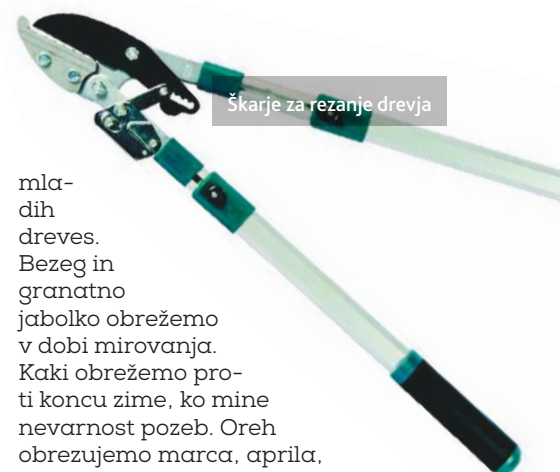 Škarje za rezanje drevja
mla-
dih
dreves.
Bezeg in
granatno
jabolko obrežemo
v dobi mirovanja.
Kaki obrežemo pro-
ti koncu zime, ko mine
nevarnost pozeb. Oreh
obrezujemo marca, aprila,